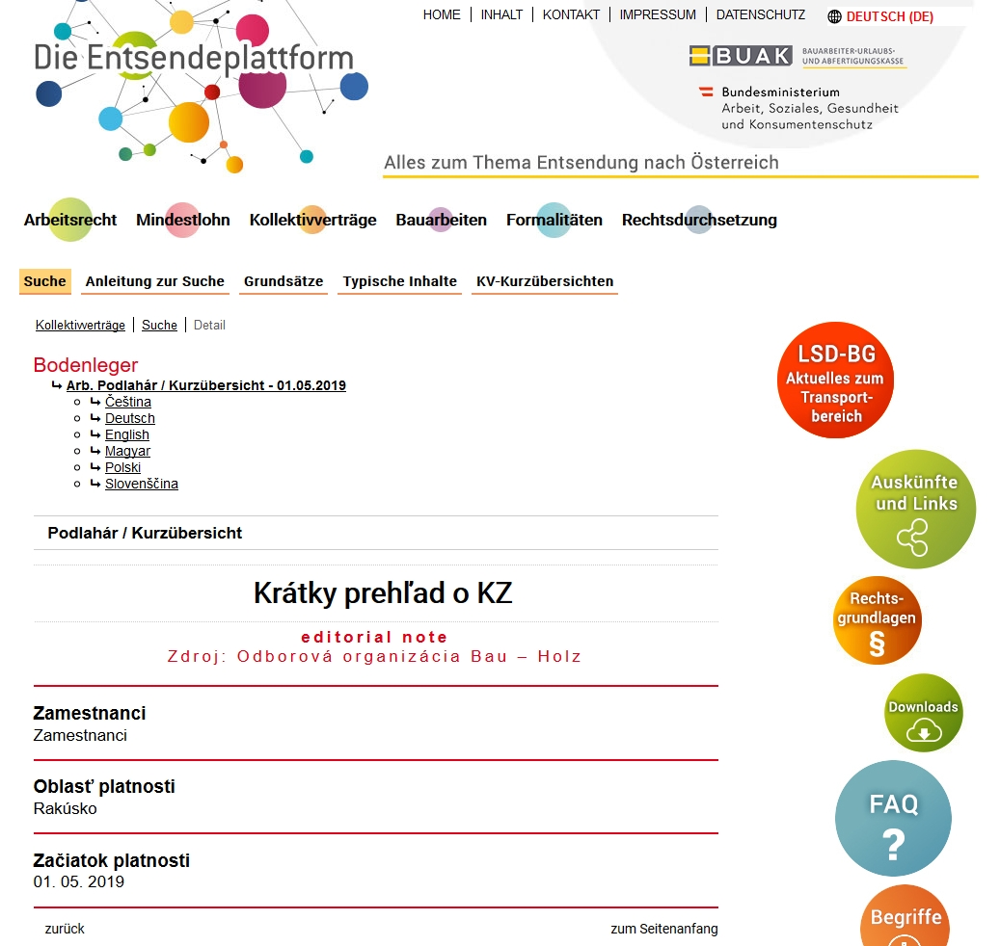 HOME
INHALT
KONTAKT
IMPRESSUM
DATENSCHUTZ
DEUTSCH (DE)
Die Entsendeplattform
BUAK
BAUARBEITER-URLAUBS-
UND ABFERTIGUNGSKASSE
Bundesministerium
Arbeit, Soziales, Gesundheit
und Konsumentenschutz
Alles zum Thema Entsendung nach Österreich
Arbeitsrecht
Mindestlohn
Kollektivverträge
Bauarbeiten
Formalitäten
Rechtsdurchsetzung
Suche
Anleitung zur Suche
Grundsätze
Typische Inhalte
KV-Kurzübersichten
Kollektivverträge
Suche
Detail
Bodenleger
Arb. Podlahár / Kurzübersicht - 01.05.2019
Čeština
Deutsch
English
Magyar
Polski
Slovenščina
Podlahár / Kurzübersicht
Krátky prehľad o KZ
editorial note
Zdroj: Odborová organizácia Bau – Holz
Zamestnanci
Zamestnanci
Oblasť platnosti
Rakúsko
Začiatok platnosti
01. 05. 2019
zurück
zum Seitenanfang
LSD-BG
Aktuelles zum
Transport-
bereich
Auskünfte
und Links
Rechts-
grundlagen
§
Downloads
FAQ
?
Begriffe